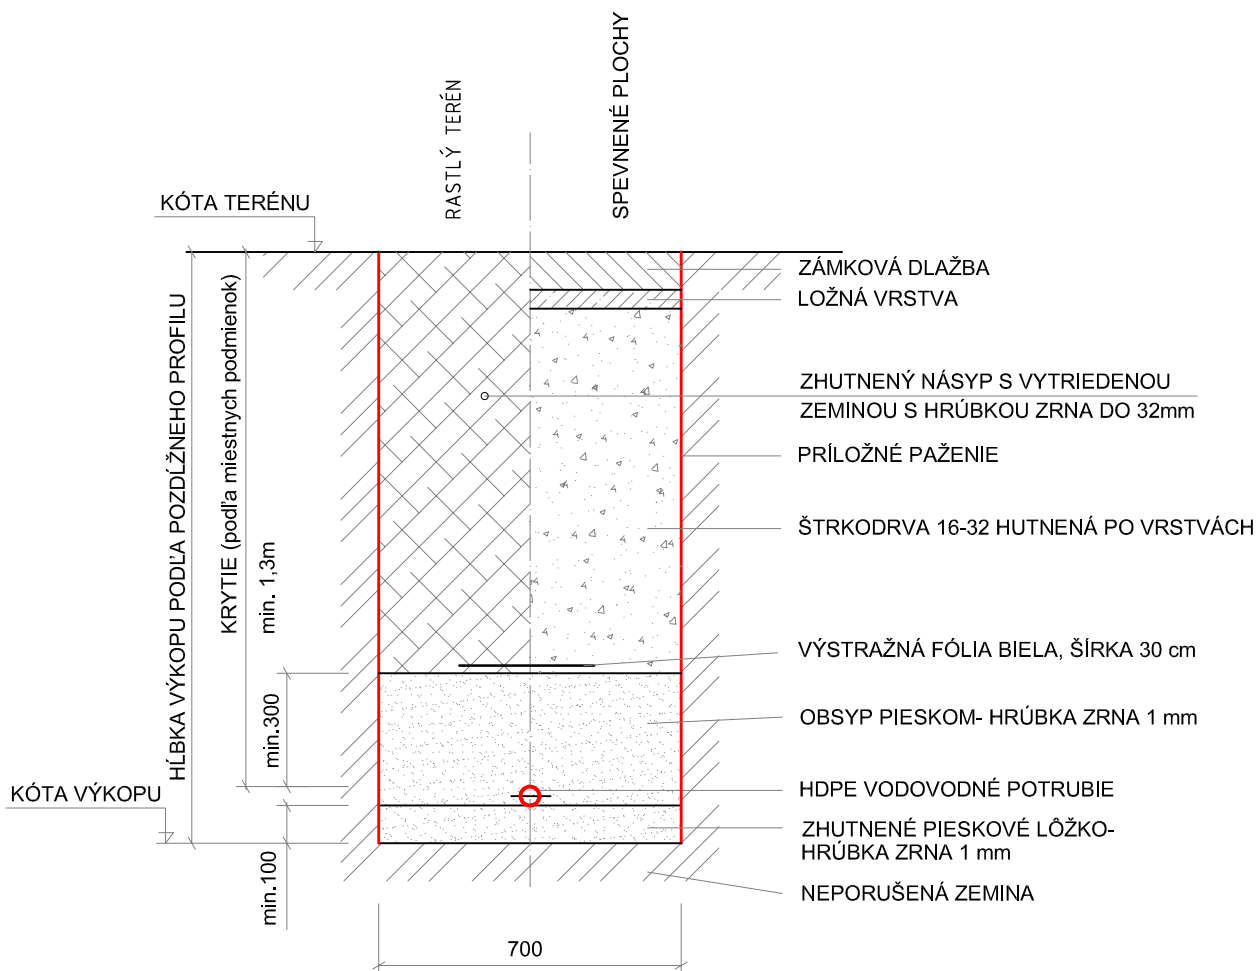 RASTLÝ TERÉN
SPEVNENÉ PLOCHY
KÓTA TERÉNU
ZÁMKOVÁ DLAŽBA
LOŽNÁ VRSTVA
HĹBKA VÝKOPU PODĽA POZDĹŽNEHO PROFILU
KRYTIE (podľa miestnych podmienok)
min. 1,3m
ZHUTNENÝ NÁSYP S VYTRIEDENOU
ZEMINOU S HRÚBKOU ZRNA DO 32mm
PRÍLOŽNÉ PAŽENIE
ŠTRKODRVA 16-32 HUTNENÁ PO VRSTVÁCH
VÝSTRAŽNÁ FÓLIA BIELA, ŠÍRKA 30 cm
min.300
OBSYP PIESKOM- HRÚBKA ZRNA 1 mm
KÓTA VÝKOPU
HDPE VODOVODNÉ POTRUBIE
ZHUTNENÉ PIESKOVÉ LÔŽKO-
HRÚBKA ZRNA 1 mm
min.100
NEPORUŠENÁ ZEMINA
700